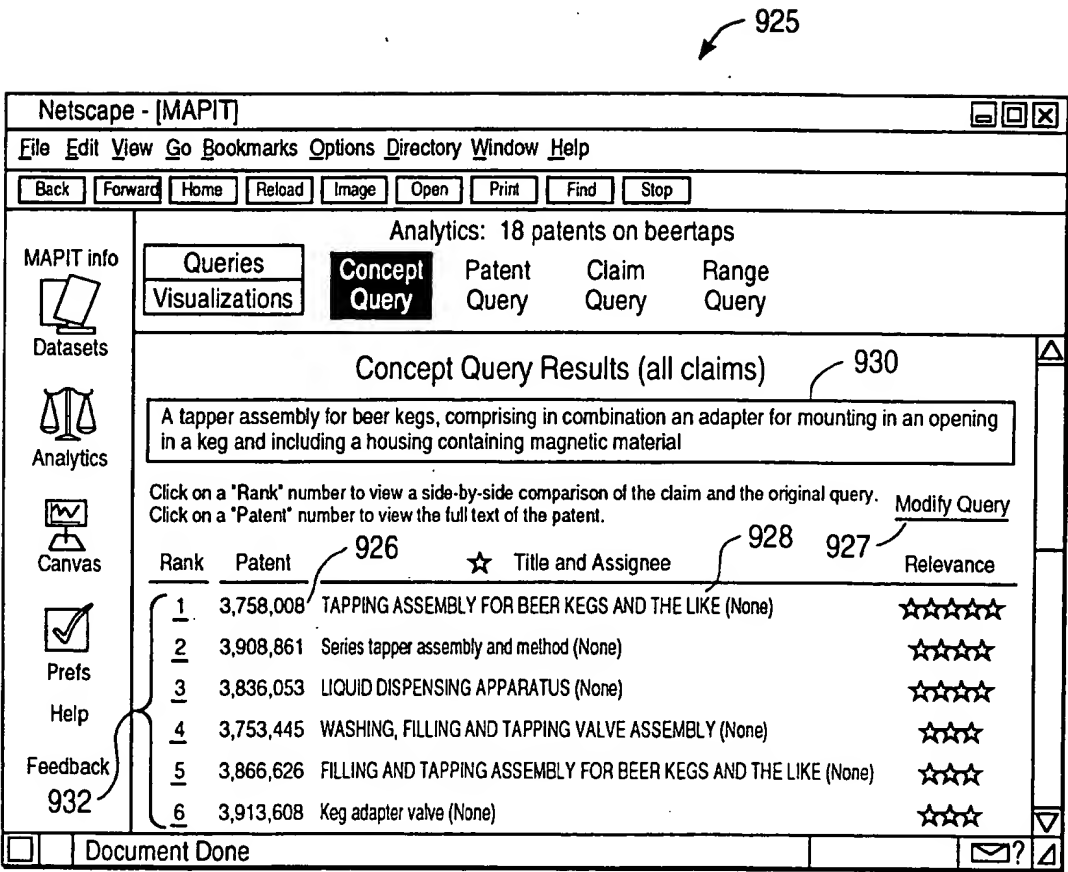 925
Netscape - [MAPIT]
File Edit View Go Bookmarks Options Directory Window Help
Back Forward Home Reload Image Open Print Find Stop
MAPIT info
Datasets
Analytics
Canvas
Prefs
Help
Feedback
932
Analytics: 18 patents on beertaps
Queries
Visualizations
Concept Query
Patent Query
Claim Query
Range Query
Concept Query Results (all claims)
930
A tapper assembly for beer kegs, comprising in combination an adapter for mounting in an opening
in a keg and including a housing containing magnetic material
Click on a "Rank" number to view a side-by-side comparison of the claim and the original query.
Click on a "Patent" number to view the full text of the patent.
Modify Query
926
928
927
Rank Patent ☆ Title and Assignee Relevance
1 3,758,008 TAPPING ASSEMBLY FOR BEER KEGS AND THE LIKE (None) ☆☆☆☆☆
2 3,908,861 Series tapper assembly and method (None) ☆☆☆☆
3 3,836,053 LIQUID DISPENSING APPARATUS (None) ☆☆☆☆
4 3,753,445 WASHING, FILLING AND TAPPING VALVE ASSEMBLY (None) ☆☆☆
5 3,866,626 FILLING AND TAPPING ASSEMBLY FOR BEER KEGS AND THE LIKE (None) ☆☆☆
6 3,913,608 Keg adapter valve (None) ☆☆☆
Document Done
?